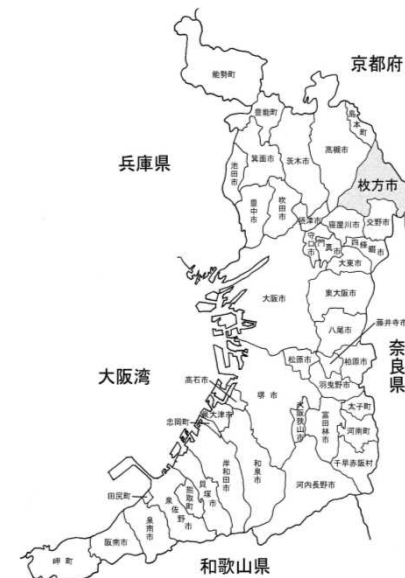 能勢町
京都府
豊能町
島本町
兵庫県
池田市
箕面市
茨木市
高槻市
枚方市
豊中市
吹田市
摂津市
寝屋川市
交野市
守口市
門真市
四條畷市
大東市
大阪市
東大阪市
八尾市
藤井寺市
松原市
柏原市
奈良県
羽曳野市
大阪湾
高石市
堺市
大阪狭山市
富田林市
太子町
河南町
千早赤阪村
忠岡町
泉大津市
岸和田市
和泉市
河内長野市
田尻町
泉佐野市
熊取町
貝塚市
泉南市
阪南市
岬町
和歌山県